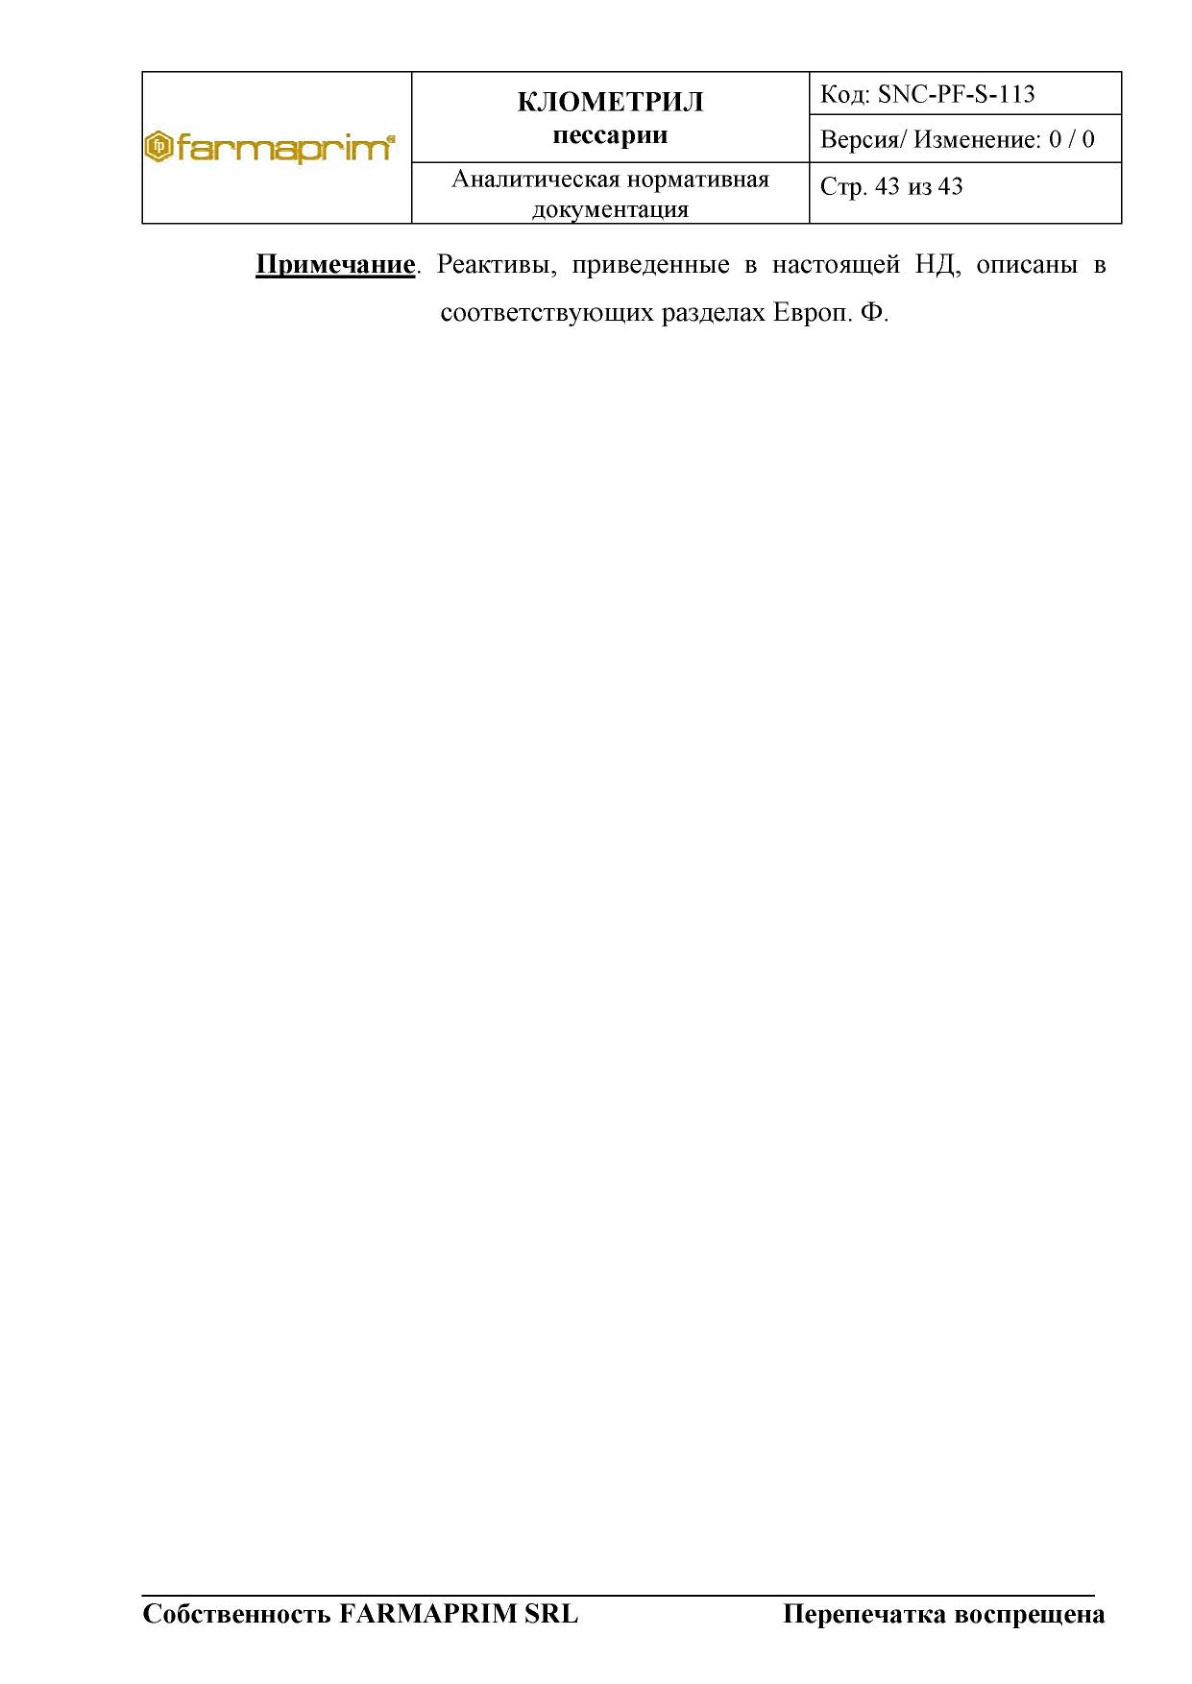 farmaprim
КЛОМЕТРИЛ
пессарии
Код: SNC-PF-S-113
Версия/ Изменение: 0 / 0
Аналитическая нормативная
документация
Стр. 43 из 43
Примечание. Реактивы, приведенные в настоящей НД, описаны в
соответствующих разделах Европ. Ф.
Собственность FARMAPRIM SRL Перепечатка воспрещена